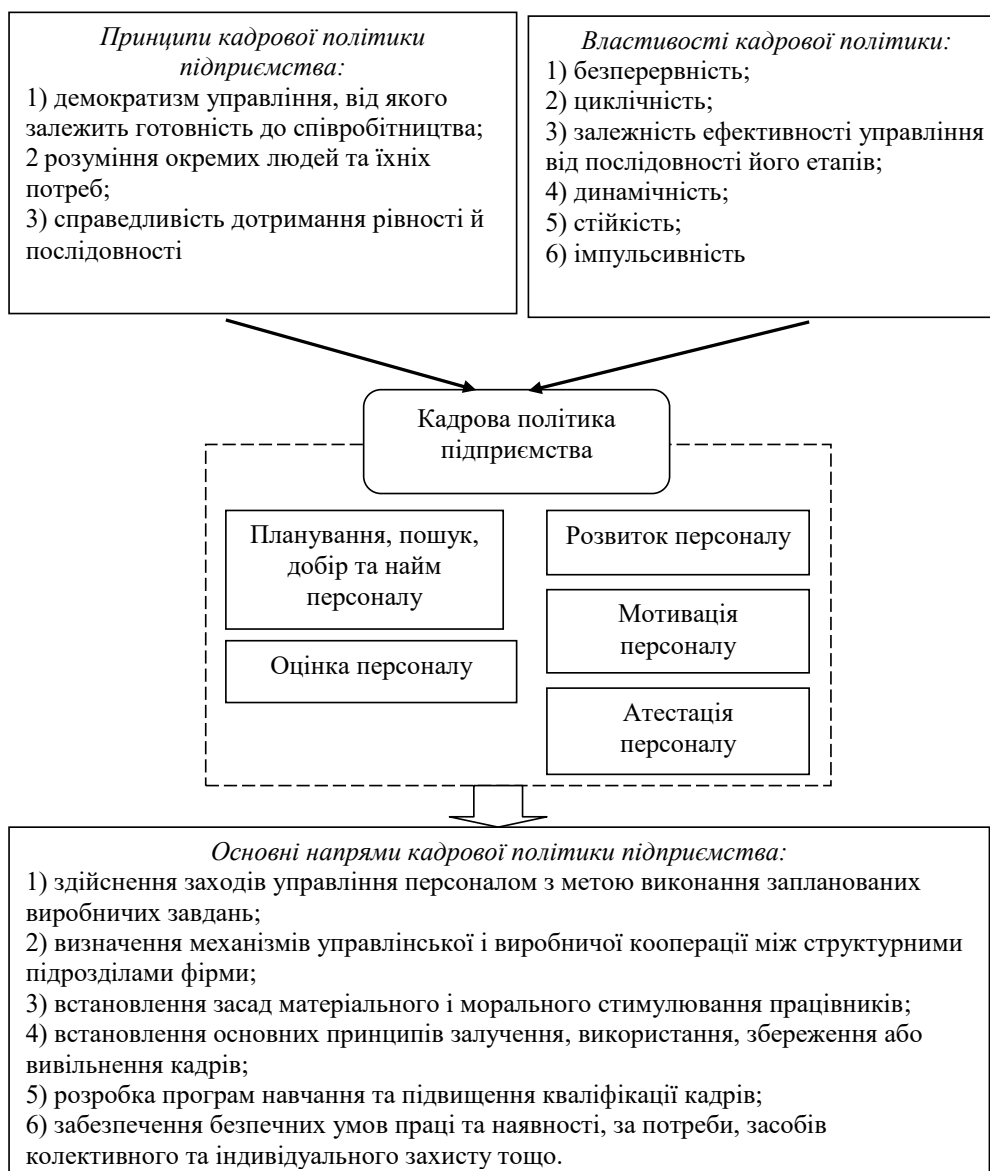 Принципи кадрової політики
підприємства:
1) демократизм управління, від якого
залежить готовність до співробітництва;
2 розуміння окремих людей та їхніх
потреб;
3) справедливість дотримання рівності й
послідовності
Властивості кадрової політики:
1) безперервність;
2) циклічність;
3) залежність ефективності управління
від послідовності його етапів;
4) динамічність;
5) стійкість;
6) імпульсивність
Кадрова політика
підприємства
Планування, пошук,
добір та найм
персоналу
Оцінка персоналу
Розвиток персоналу
Мотивація
персоналу
Атестація
персоналу
Основні напрями кадрової політики підприємства:
1) здійснення заходів управління персоналом з метою виконання запланованих
виробничих завдань;
2) визначення механізмів управлінської і виробничої кооперації між структурними
підрозділами фірми;
3) встановлення засад матеріального і морального стимулювання працівників;
4) встановлення основних принципів залучення, використання, збереження або
вивільнення кадрів;
5) розробка програм навчання та підвищення кваліфікації кадрів;
6) забезпечення безпечних умов праці та наявності, за потреби, засобів
колективного та індивідуального захисту тощо.